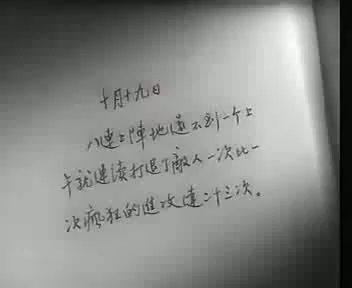 十月十九日
八連上陣地還不到一个上
午就連續打退了敵人一次比一
次瘋狂的進攻達二十三次。